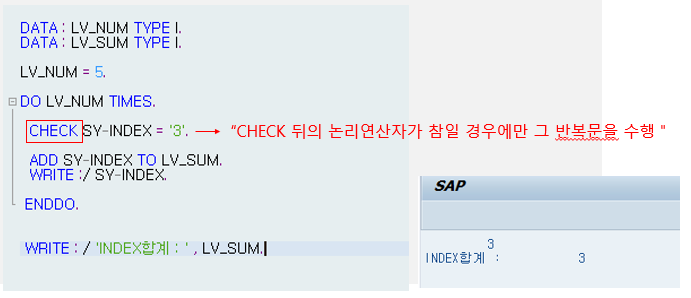 DATA : LV_NUM TYPE I.
DATA : LV_SUM TYPE I.
LV_NUM = 5.
DO LV_NUM TIMES.
CHECK SY-INDEX = '3'. → "CHECK 뒤의 논리연산자가 참일 경우에만 그 반복문을 수행 "
ADD SY-INDEX TO LV_SUM.
WRITE :/ SY-INDEX.
ENDDO.
WRITE : / 'INDEX합계 : ' , LV_SUM.
SAP
3
INDEX합계 : 3